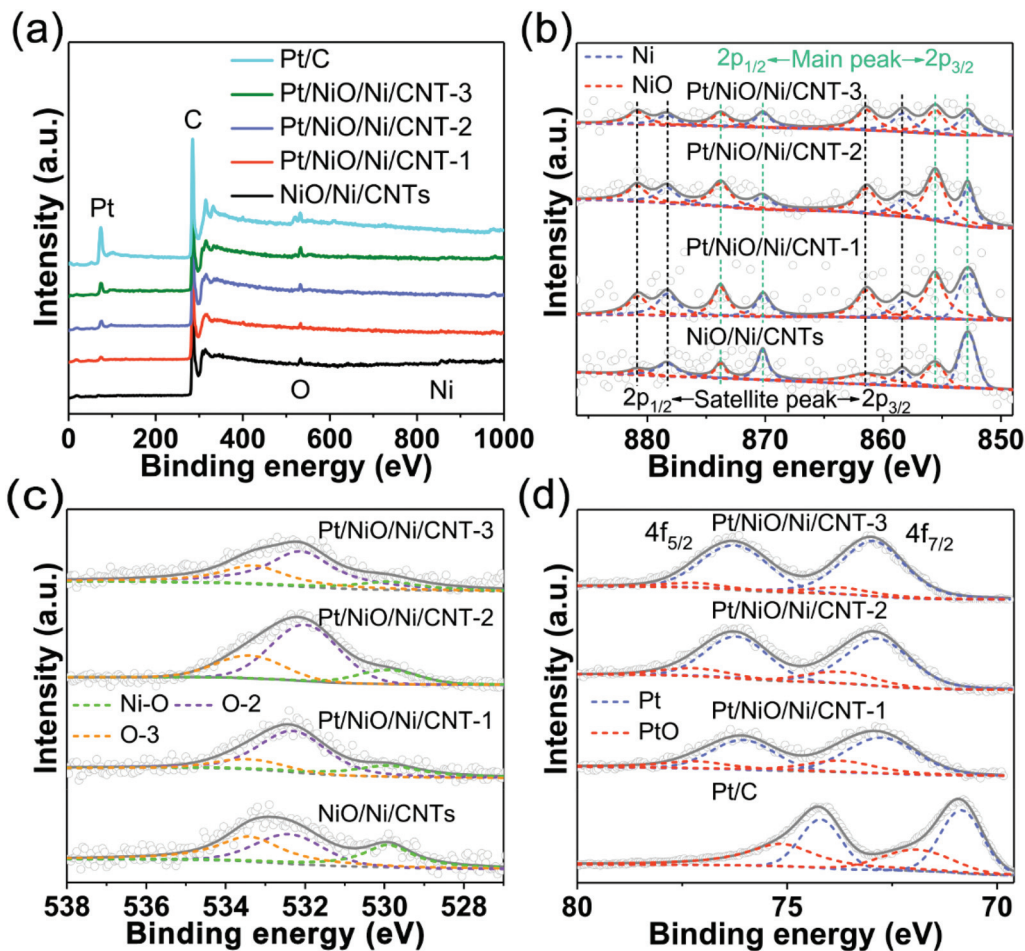 (a)
Pt/C
Pt/NiO/Ni/CNT-3
Pt/NiO/Ni/CNT-2
Pt/NiO/Ni/CNT-1
NiO/Ni/CNTs
Pt
C
O
Ni
Intensity (a.u.)
0 200 400 600 800 1000
Binding energy (eV)
(b)
Ni
NiO
2p1/2 ←Main peak→ 2p3/2
Pt/NiO/Ni/CNT-3
Pt/NiO/Ni/CNT-2
Pt/NiO/Ni/CNT-1
NiO/Ni/CNTs
2p1/2 ←Satellite peak→ 2p3/2
Intensity (a.u.)
880 870 860 850
Binding energy (eV)
(c)
Pt/NiO/Ni/CNT-3
Pt/NiO/Ni/CNT-2
Ni-O O-2
O-3
Pt/NiO/Ni/CNT-1
NiO/Ni/CNTs
Intensity (a.u.)
538 536 534 532 530 528
Binding energy (eV)
(d)
Pt/NiO/Ni/CNT-3
4f5/2 4f7/2
Pt/NiO/Ni/CNT-2
Pt
PtO
Pt/NiO/Ni/CNT-1
Pt/C
Intensity (a.u.)
80 75 70
Binding energy (eV)